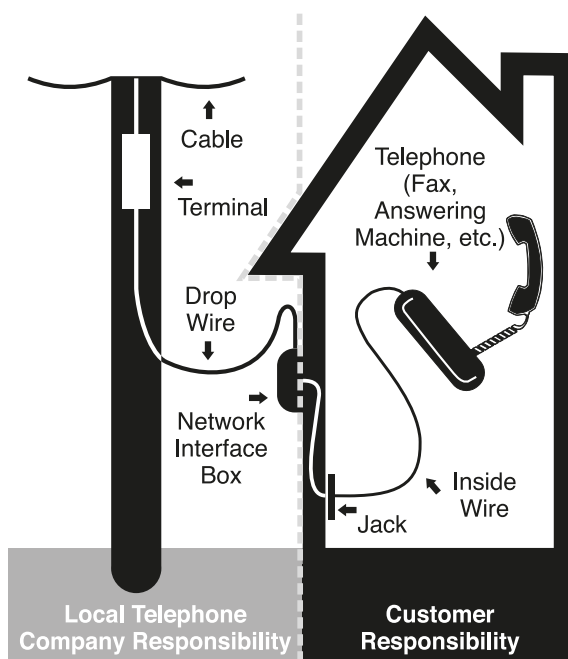 Cable
Terminal
Drop
Wire
Network
Interface
Box
Telephone
(Fax,
Answering
Machine, etc.)
Inside
Wire
Jack
Local Telephone
Company Responsibility
Customer
Responsibility